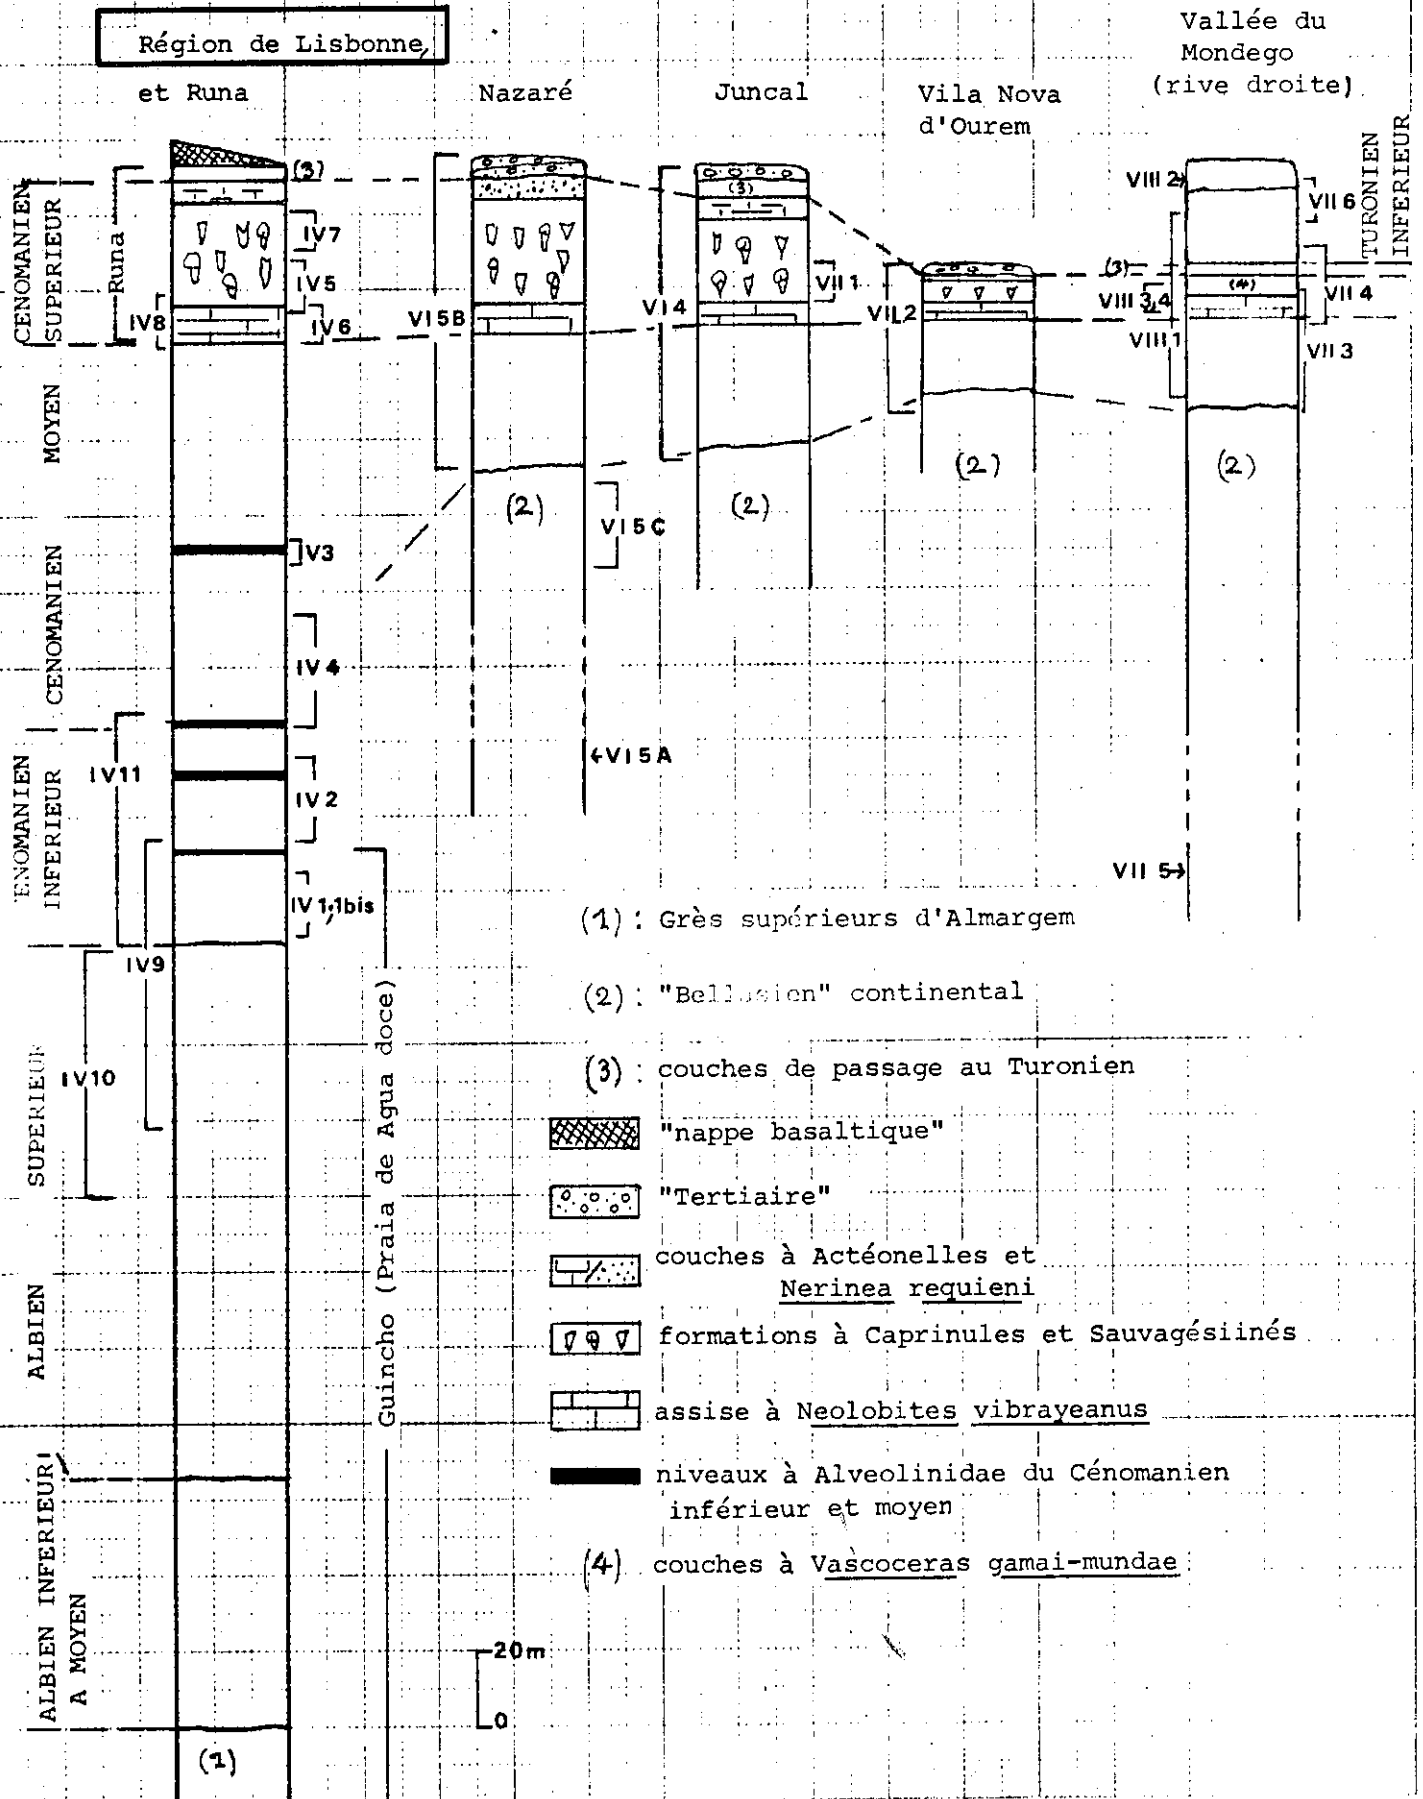 Région de Lisbonne,
et Runa
Nazaré
Juncal
Vila Nova
d'Ourem
Vallée du
Mondego
(rive droite)
TURONIEN
INFERIEUR
CENOMANIEN
SUPERIEUR
Runa
(3)
IV7
IV5
IV8
IV6
VI5B
VI4
(3)
VII1
VII2
VIII2
VII6
(3)
(4)
VIII3,4
VII4
VIII1
VII3
MOYEN
CENOMANIEN
(2)
(2)
(2)
(2)
VI5C
IV3
IV4
←VI5A
IV11
IV2
ENOMANIEN
INFERIEUR
IV1,1bis
VII5→
IV9
IV10
SUPERIEUR
ALBIEN
Guincho (Praia de Agua doce)
ALBIEN INFERIEUR
A MOYEN
(1)
(1): Grès supérieurs d'Almargem
(2): "Bellasien" continental
(3): couches de passage au Turonien
"nappe basaltique"
"Tertiaire"
couches à Actéonelles et
Nerinea requieni
formations à Caprinules et Sauvagésiinés
assise à Neolobites vibrayeanus
niveaux à Alveolinidae du Cénomanien
inférieur et moyen
(4) couches à Vascoceras gamai-mundae
20m
0